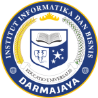 INSTITUT INFORMATIKA DAN BISNIS
DARMAJAYA